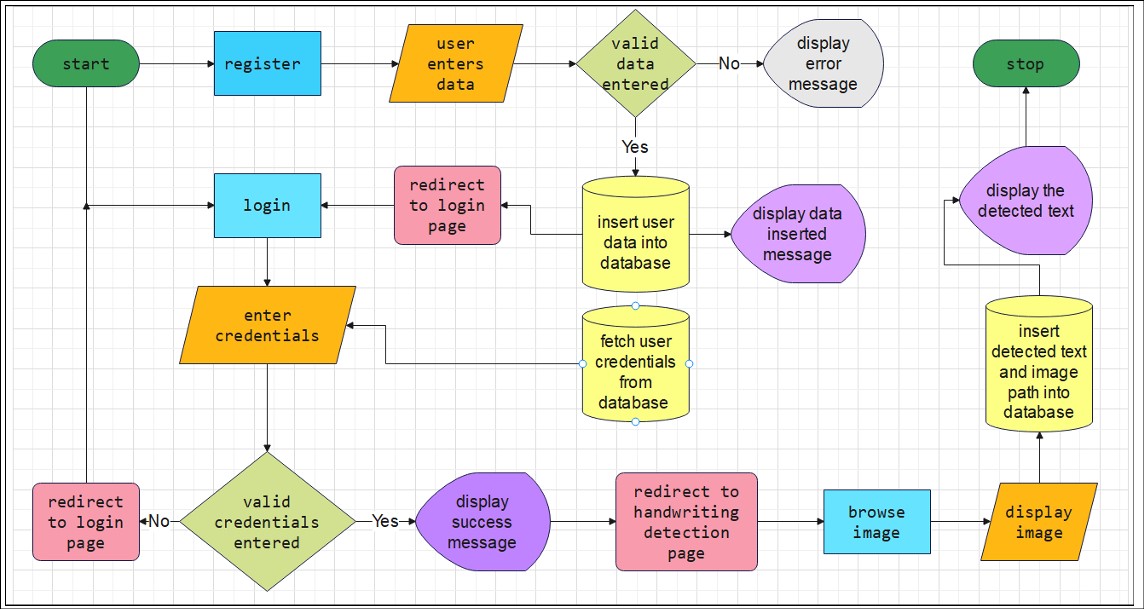 start
register
user
enters
data
valid
data
entered
No
display
error
message
stop
Yes
login
redirect
to login
page
insert user
data into
database
display data
inserted
message
display the
detected text
enter
credentials
fetch user
credentials
from
database
insert
detected text
and image
path into
database
redirect
to login
page
No
valid
credentials
entered
Yes
display
success
message
redirect to
handwriting
detection
page
browse
image
display
image